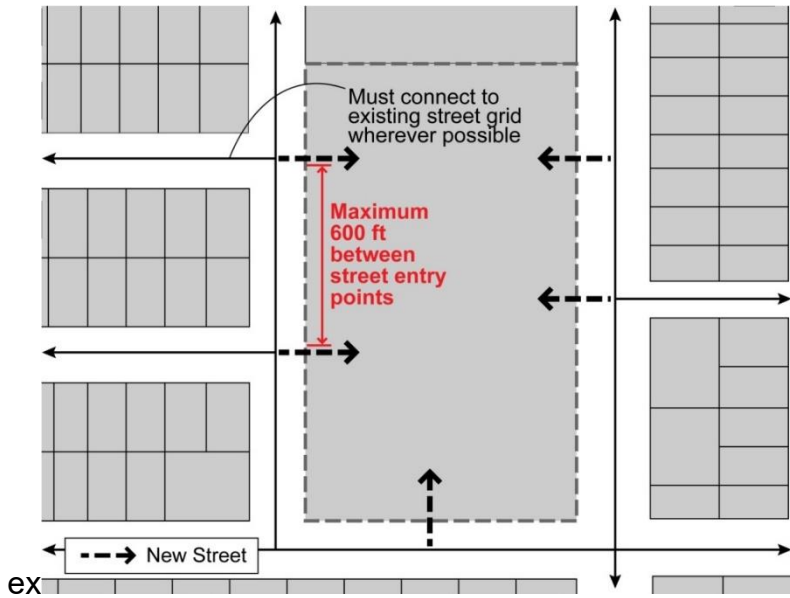 Must connect to
existing street grid
wherever possible
Maximum
600 ft
between
street entry
points
New Street
ex